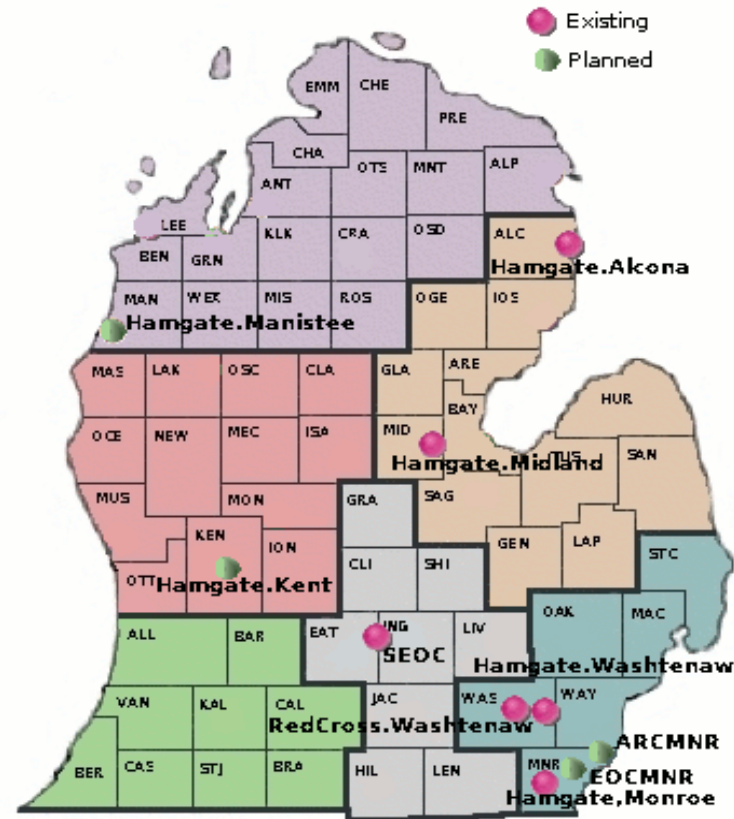 Existing
Planned
EMM
CHE
PRE
CHA
OTS
MNT
ALP
ANT
LEE
KLK
CRA
OSD
ALC
BEN
GRN
Hamgate.Alcona
MAN
WEX
MIS
ROS
OGE
IOS
Hamgate.Manistee
MAS
LAK
OSC
CLA
GLA
ARE
HUR
BAY
OCE
NEW
MEC
ISA
MID
Hamgate.Midland
TUS
SAN
MUS
MON
GRA
SAG
KEN
ION
GEN
LAP
STC
OTT
Hamgate.Kent
CLI
SHI
OAK
MAC
ALL
BAR
EAT
ING
LIV
SEOC
Hamgate.Washtenaw
VAN
KAL
CAL
JAC
WAS
WAY
RedCross.Washtenaw
ARCMNR
BER
CAS
STJ
BRA
HIL
LEN
MNR
EOCMNR
Hamgate,Monroe